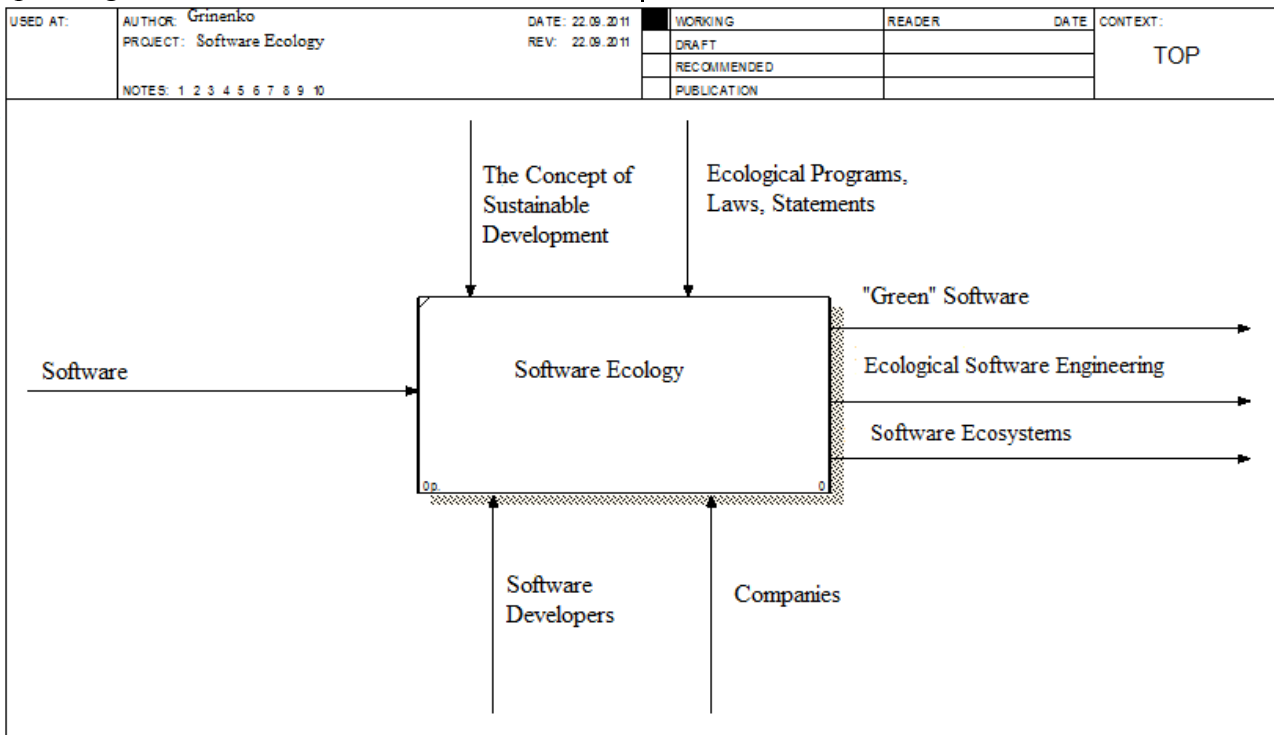 USED AT:
AUTHOR: Grinenko
DATE: 22.09.2011
PROJECT: Software Ecology
REV: 22.09.2011
NOTES: 1 2 3 4 5 6 7 8 9 10
WORKING
DRAFT
RECOMMENDED
PUBLICATION
READER
DATE
CONTEXT:
TOP
The Concept of
Sustainable
Development
Ecological Programs,
Laws, Statements
"Green" Software
Software
Software Ecology
Ecological Software Engineering
Software Ecosystems
0p.
0
Software
Developers
Companies